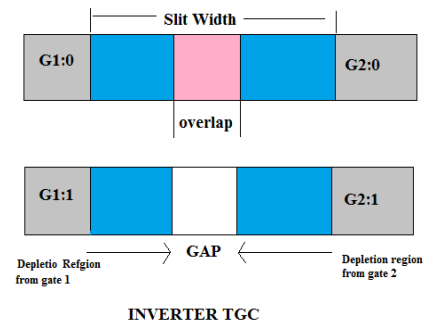 Slit Width
G1:0
G2:0
overlap
G1:1
G2:1
GAP
Depletio Refgion
from gate 1
Depletion region
from gate 2
INVERTER TGC